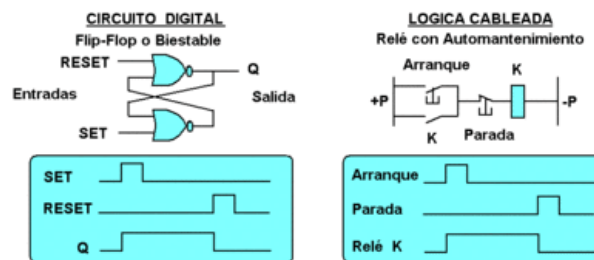 CIRCUITO DIGITAL
Flip-Flop o Biestable
RESET
Q
Entradas
Salida
SET
SET
RESET
Q
LOGICA CABLEADA
Relé con Automantenimiento
Arranque
K
+P
-P
K
Parada
Arranque
Parada
Relé K